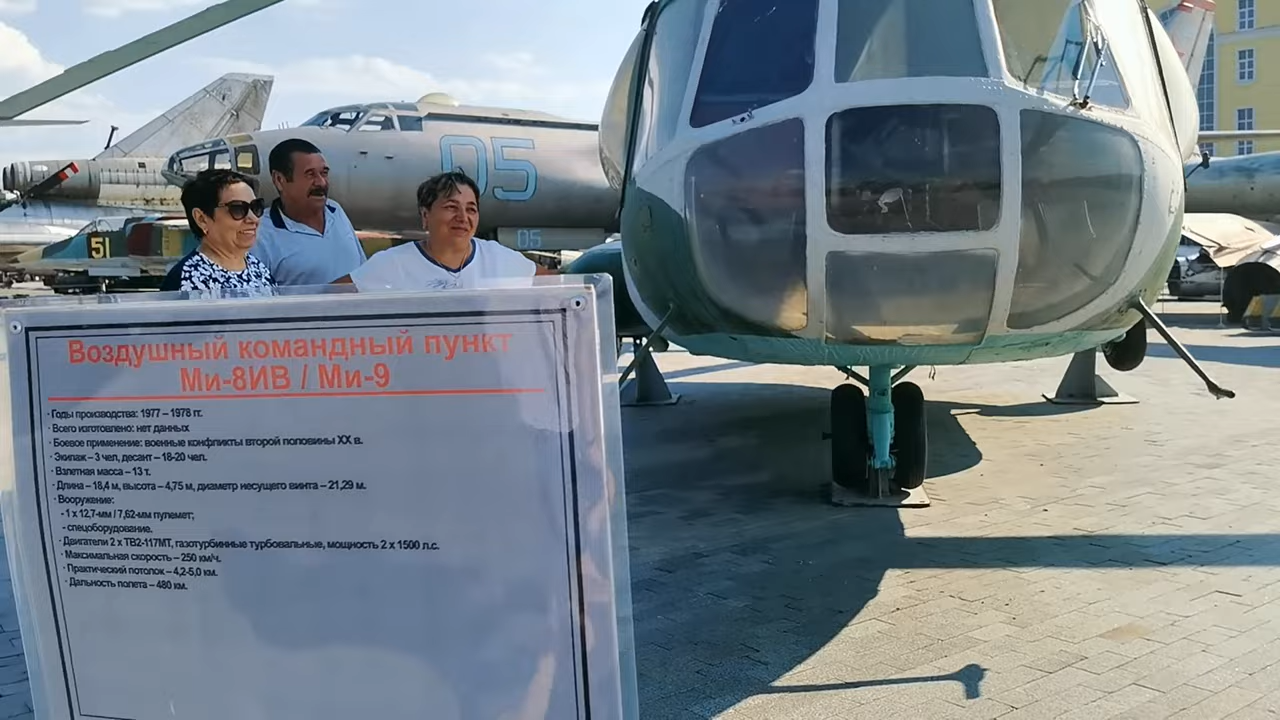 05
05
51
Воздушный командный пункт
Ми-8ИВ / Ми-9
· Годы производства: 1977 – 1978 гг.
· Всего изготовлено: нет данных
· Боевое применение: военные конфликты второй половины XX в.
· Экипаж – 3 чел, десант – 18-20 чел.
· Взлетная масса – 13 т.
· Длина – 18,4 м, высота – 4,75 м, диаметр несущего винта – 21,29 м.
· Вооружение:
- 1 x 12,7-мм / 7,62-мм пулемет;
- спецоборудование.
· Двигатели 2 x ТВ2-117МТ, газотурбинные турбовальные, мощность 2 x 1500 л.с.
· Максимальная скорость – 250 км/ч.
· Практический потолок – 4,2-5,0 км.
· Дальность полета – 480 км.